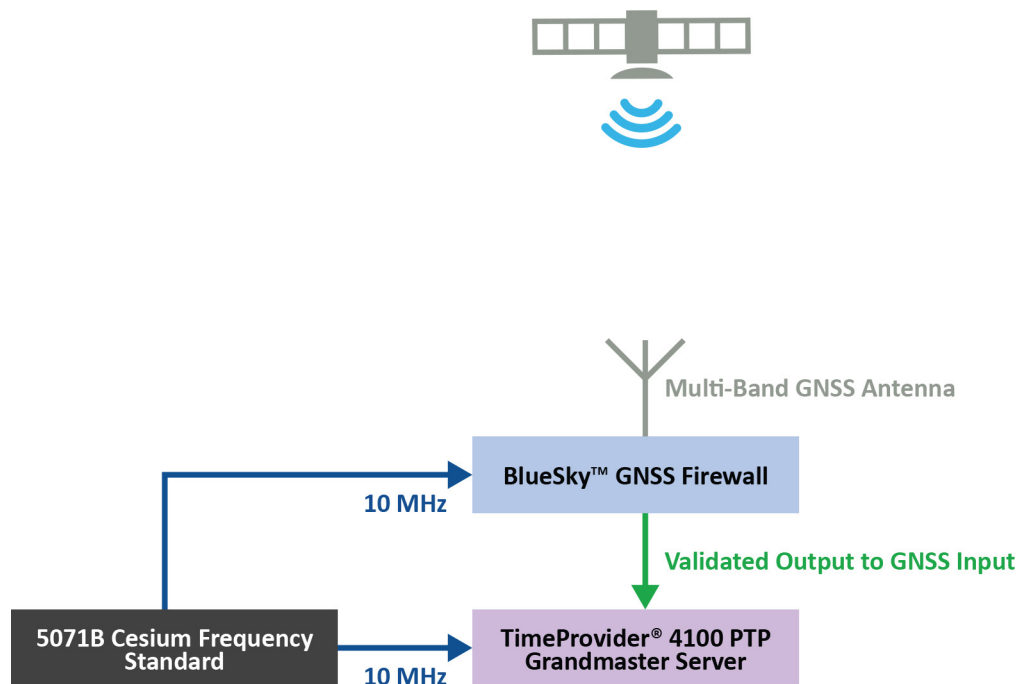 Multi-Band GNSS Antenna
BlueSky™ GNSS Firewall
10 MHz
Validated Output to GNSS Input
5071B Cesium Frequency
Standard
10 MHz
TimeProvider® 4100 PTP
Grandmaster Server